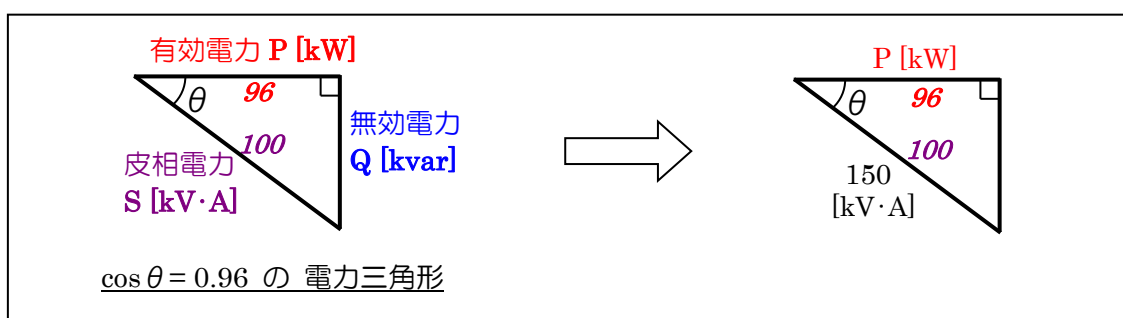 有効電力 P [kW]
θ
96
100
無効電力
Q [kvar]
皮相電力
S [kV·A]
cos θ = 0.96 の 電力三角形
P [kW]
θ
96
100
150
[kV·A]